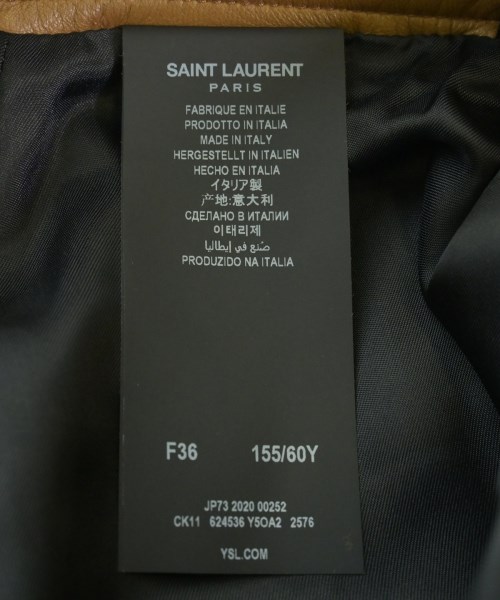 SAINT LAURENT
PARIS
FABRIQUÉ EN ITALIE
PRODOTTO IN ITALIA
MADE IN ITALY
HERGESTELLT IN ITALIEN
HECHO EN ITALIA
イタリア製
产地:意大利
СДЕЛАНО В ИТАЛИИ
이태리제
صُنع في إيطاليا
PRODUZIDO NA ITALIA
F36 155/60Y
JP73 2020 00252
CK11 624536 Y5OA2 2576
YSL.COM